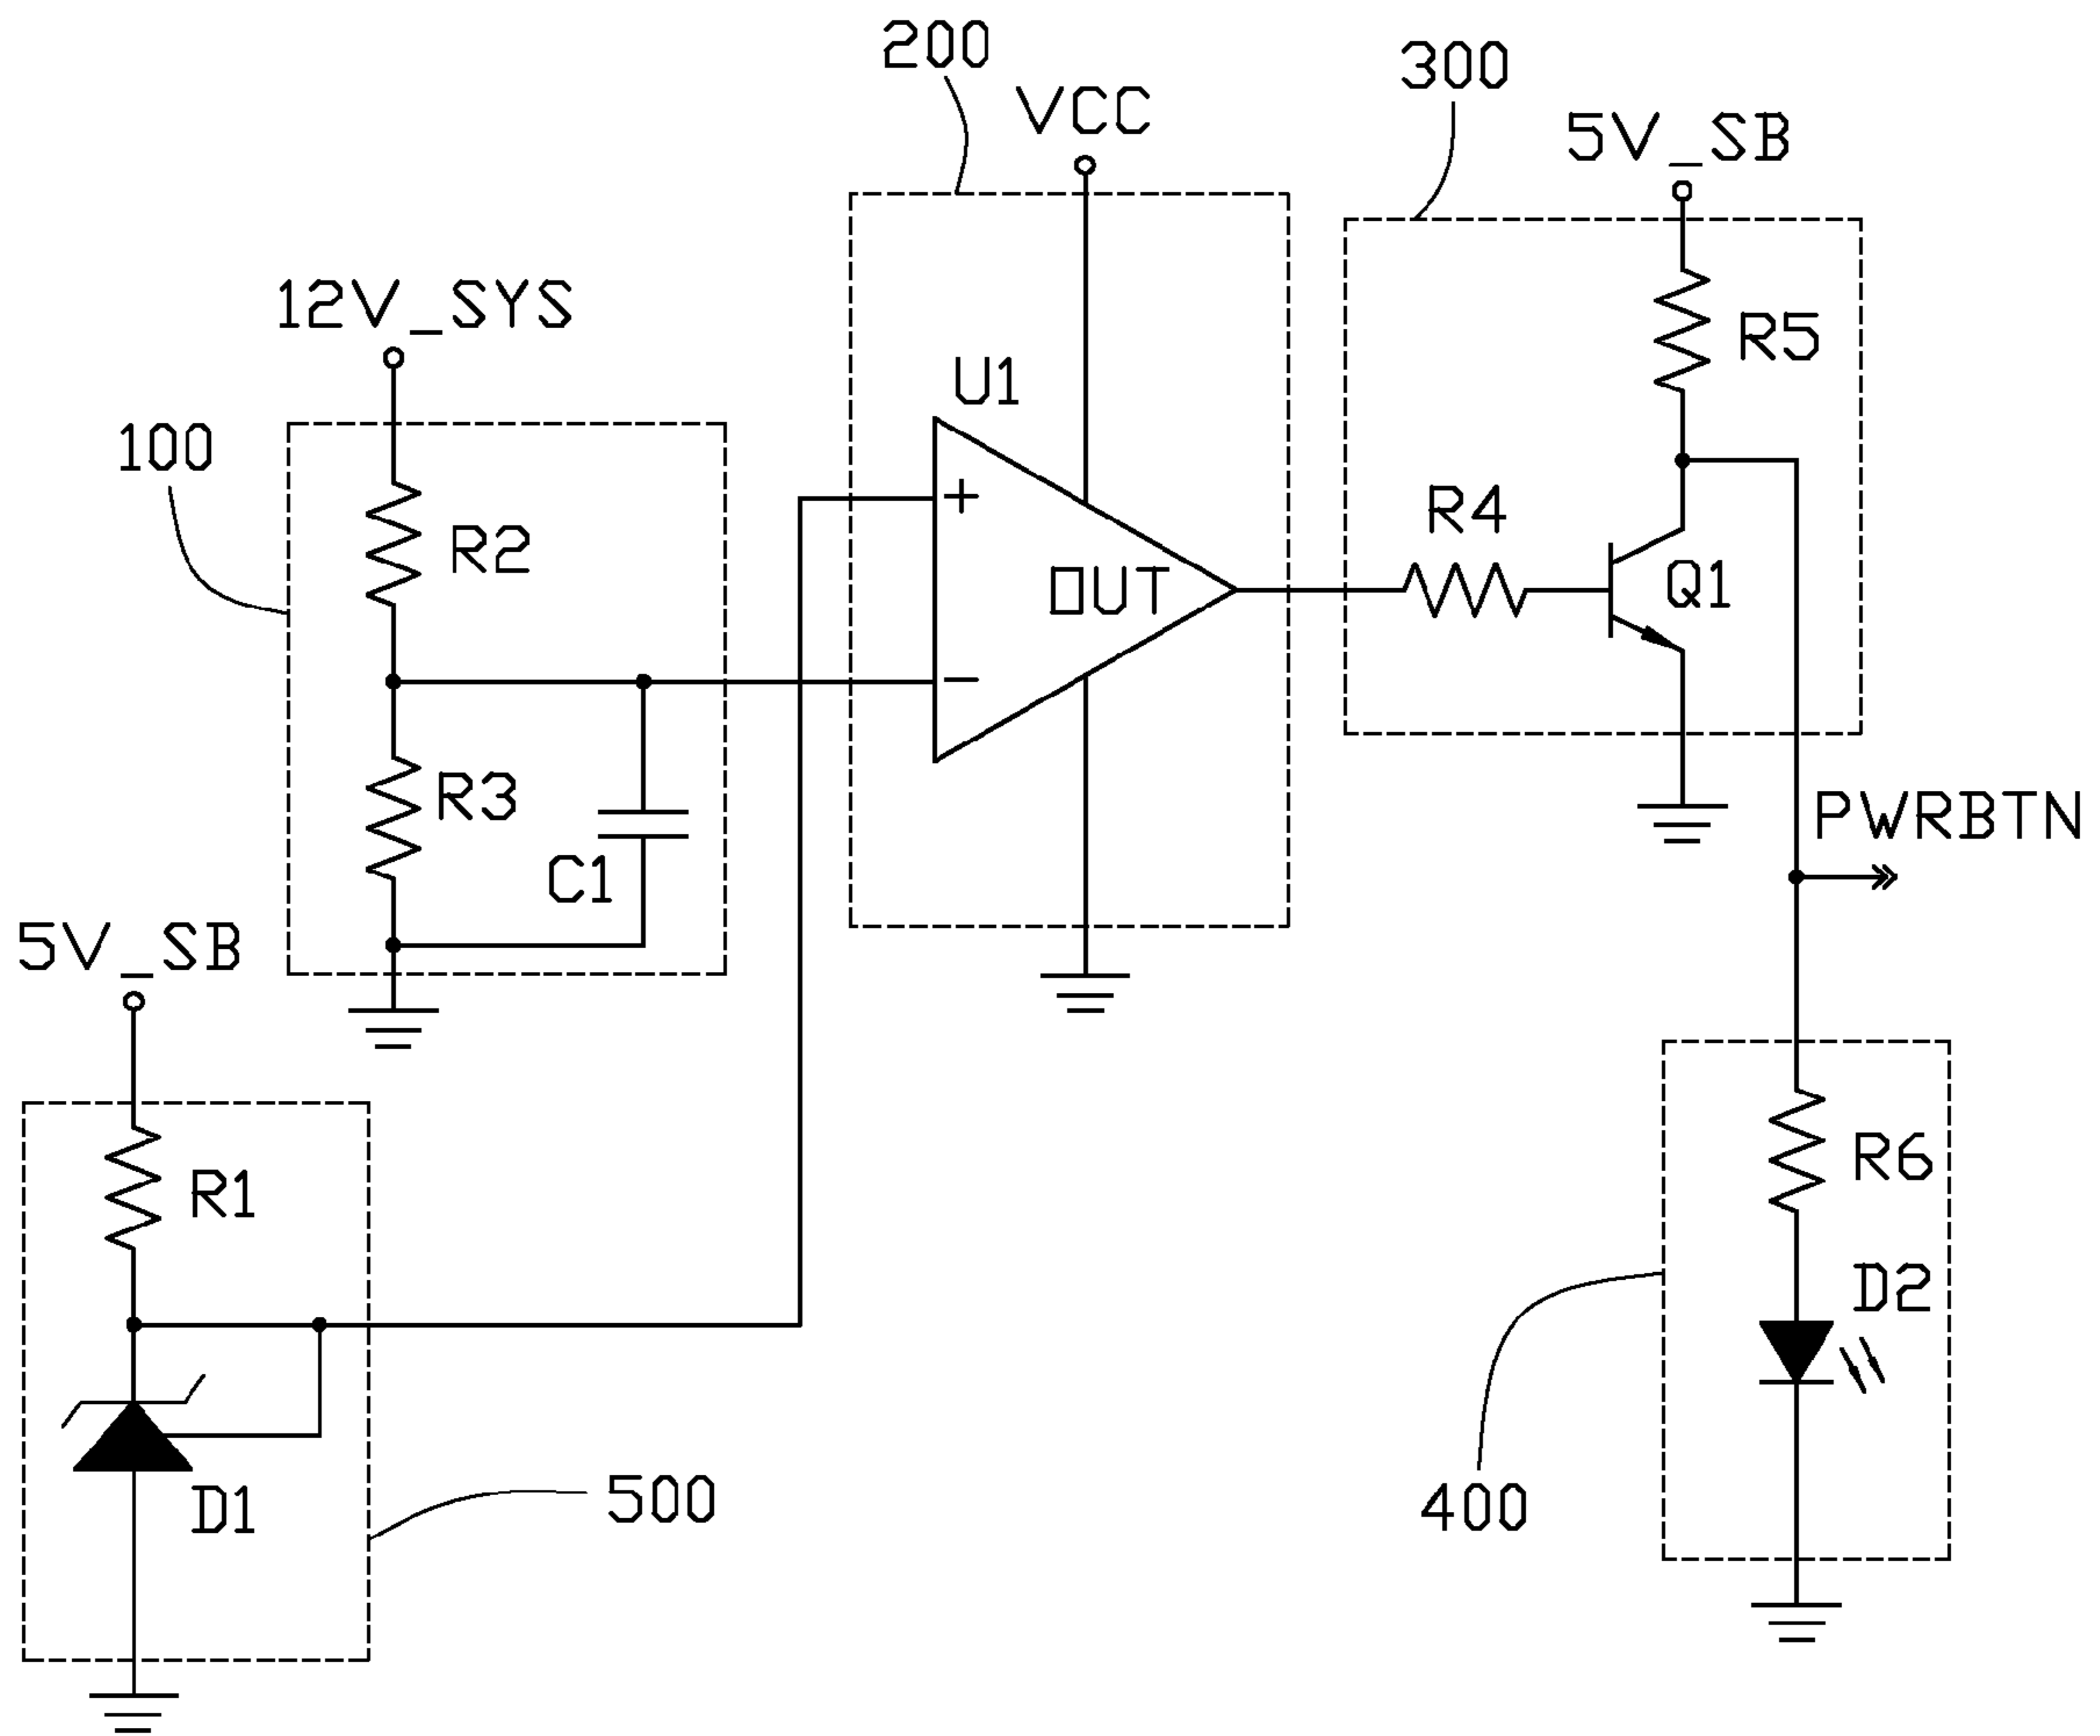 200
300
VCC
5V_SB
12V_SYS
R5
U1
100
+
R4
R2
OUT
Q1
-
R3
PWRBTN
C1
5V_SB
R6
R1
D2
D1
500
400